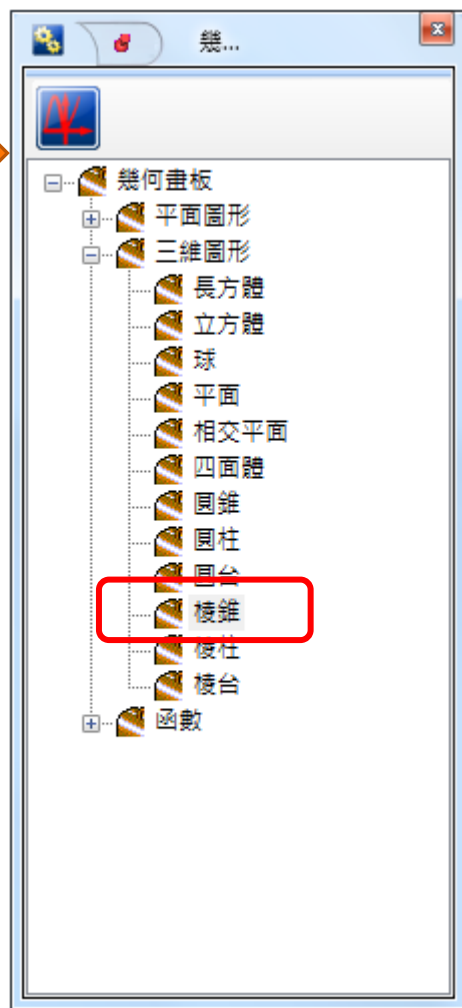 幾...
幾何畫板
平面圖形
三維圖形
長方體
立方體
球
平面
相交平面
四面體
圓錐
圓柱
圓台
棱錐
棱柱
棱台
函數